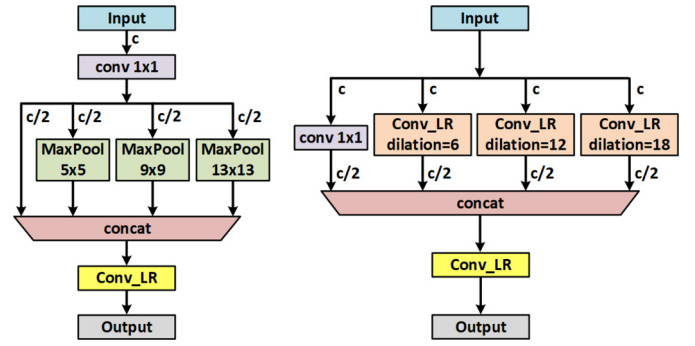 Input
c
conv 1x1
c/2
c/2
c/2
c/2
MaxPool
5x5
MaxPool
9x9
MaxPool
13x13
concat
Conv_LR
Output
Input
c
c
c
c
conv 1x1
Conv_LR
dilation=6
Conv_LR
dilation=12
Conv_LR
dilation=18
c/2
c/2
c/2
c/2
concat
Conv_LR
Output